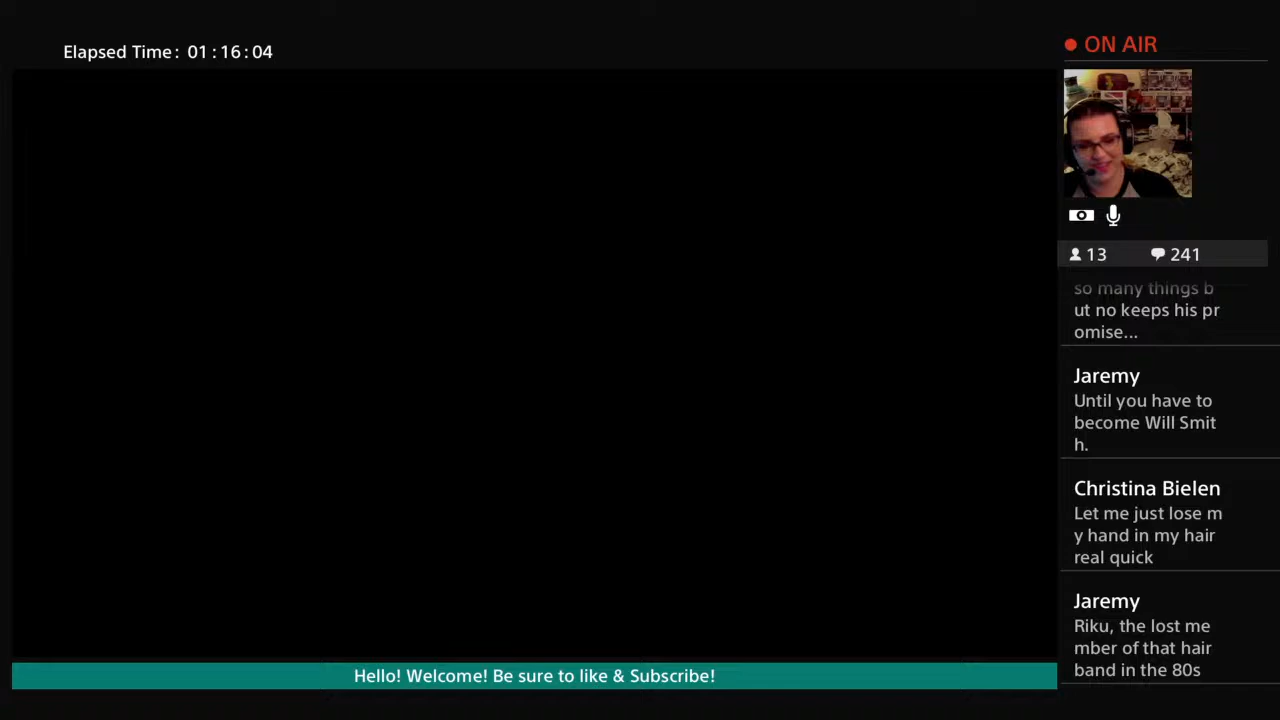 Elapsed Time: 01:16:04
ON AIR
13 241
so many things b
ut no keeps his pr
omise...
Jaremy
Until you have to
become Will Smit
h.
Christina Bielen
Let me just lose m
y hand in my hair
real quick
Jaremy
Riku, the lost me
mber of that hair
band in the 80s
Hello! Welcome! Be sure to like & Subscribe!